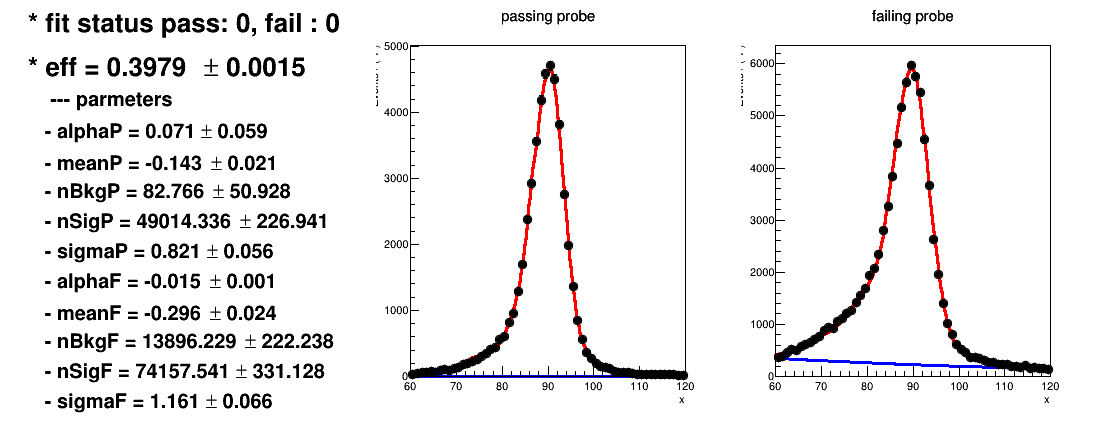 * fit status pass: 0, fail : 0
* eff = 0.3979 ± 0.0015
--- parmeters
- alphaP = 0.071 ± 0.059
- meanP = -0.143 ± 0.021
- nBkgP = 82.766 ± 50.928
- nSigP = 49014.336 ± 226.941
- sigmaP = 0.821 ± 0.056
- alphaF = -0.015 ± 0.001
- meanF = -0.296 ± 0.024
- nBkgF = 13896.229 ± 222.238
- nSigF = 74157.541 ± 331.128
- sigmaF = 1.161 ± 0.066
passing probe
5000
4000
3000
2000
1000
0
60 70 80 90 100 110 120
x
failing probe
6000
5000
4000
3000
2000
1000
0
60 70 80 90 100 110 120
x